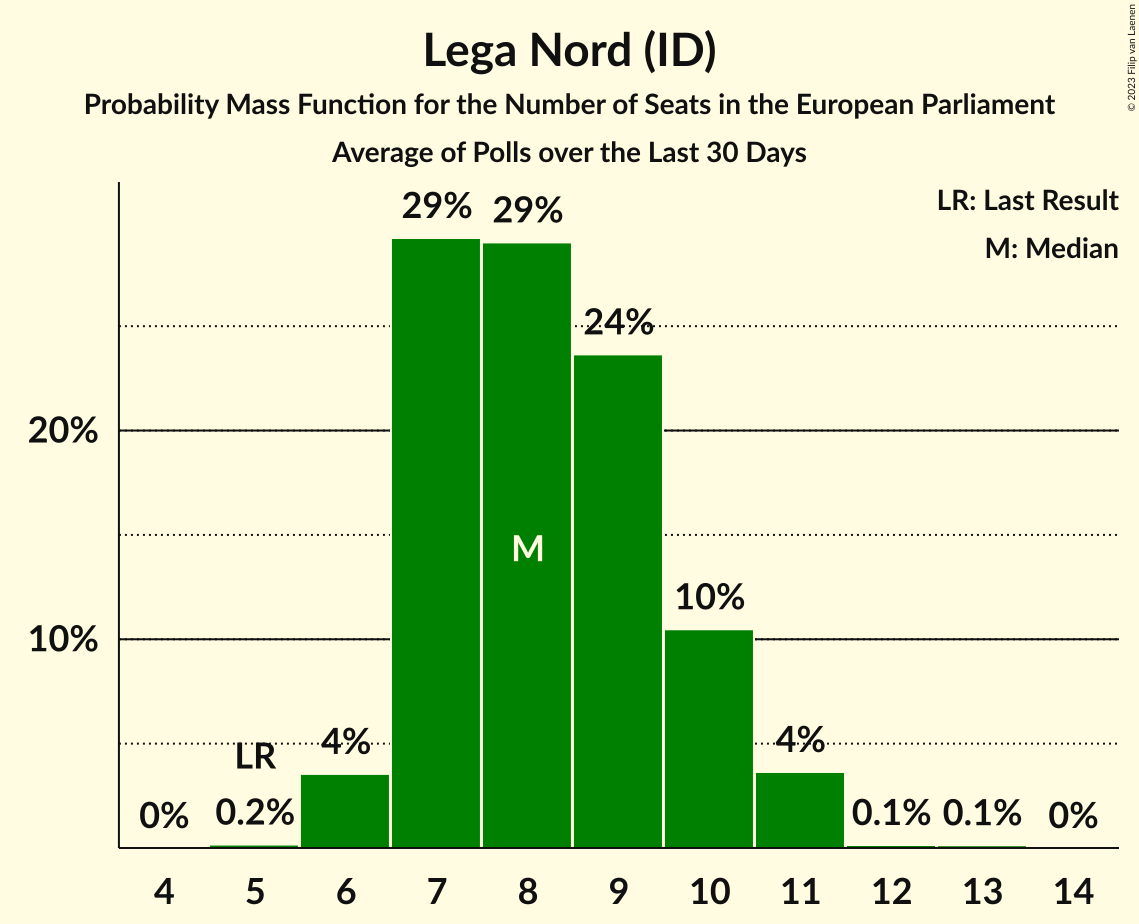 Lega Nord (ID)
Probability Mass Function for the Number of Seats in the European Parliament
Average of Polls over the Last 30 Days
© 2023 Filip van Laenen
LR: Last Result
M: Median
29%
29%
24%
20%
M
10%
10%
LR
4%
4%
0%
0.2%
0.1%
0.1%
0%
4 5 6 7 8 9 10 11 12 13 14